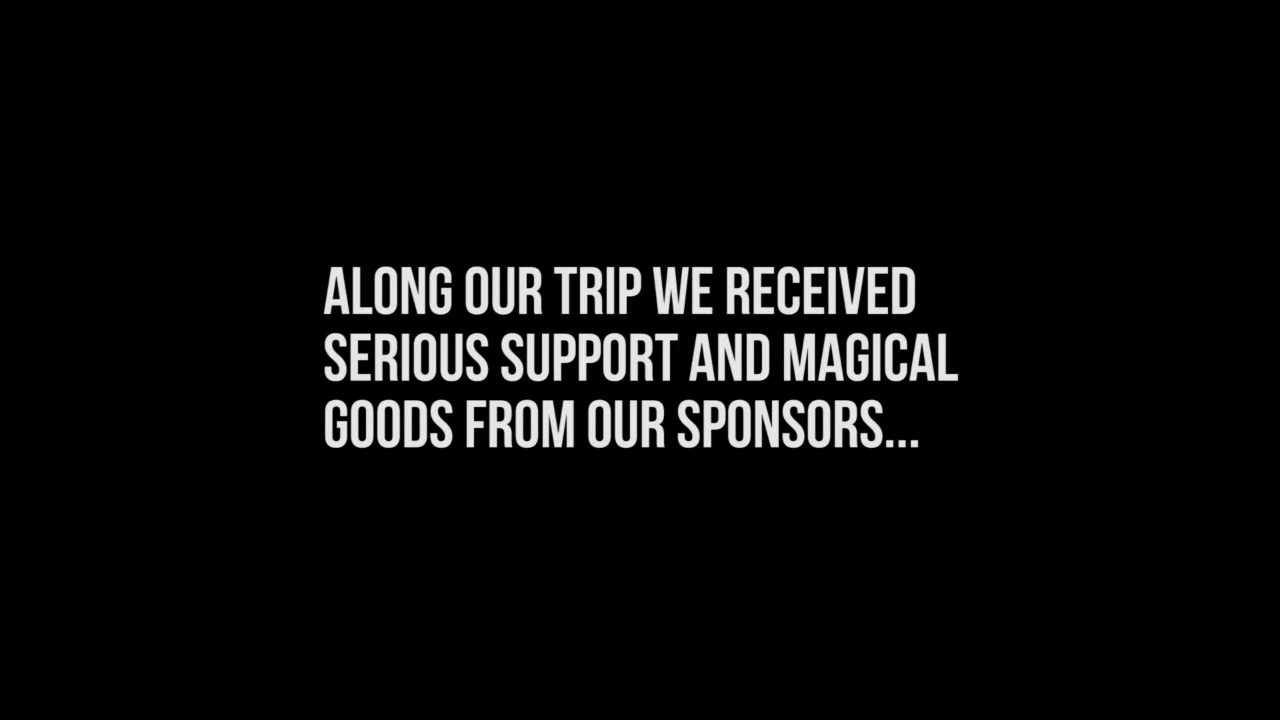 ALONG OUR TRIP WE RECEIVED
SERIOUS SUPPORT AND MAGICAL
GOODS FROM OUR SPONSORS...